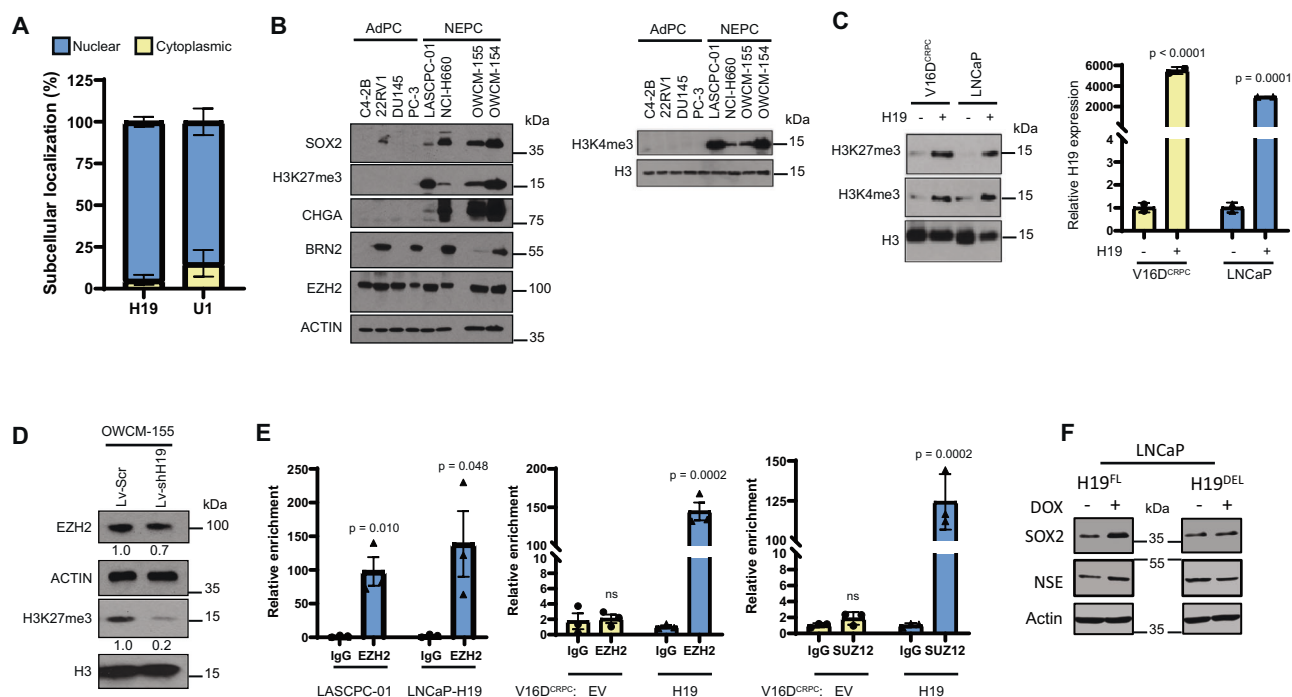 A
Nuclear Cytoplasmic
Subcellular localization (%)
125
100
75
50
25
0
H19 U1
B
AdPC NEPC
C4-2B
22RV1
DU145
PC-3
LASCPC-01
NCI-H660
OWCM-155
OWCM-154
kDa
SOX2
35
H3K27me3
15
CHGA
75
BRN2
55
EZH2
100
ACTIN
35
AdPC NEPC
C4-2B
22RV1
DU145
PC-3
LASCPC-01
NCI-H660
OWCM-155
OWCM-154
kDa
H3K4me3
15
H3
15
C
V16D^CRPC
LNCaP
H19 - + - +
kDa
H3K27me3
15
H3K4me3
15
H3
15
Relative H19 expression
p < 0.0001
p = 0.0001
6000
4000
2000
4
3
2
1
0
H19 - + - +
V16D^CRPC LNCaP
D
OWCM-155
Lv-Scr
Lv-shH19
kDa
EZH2
100
1.0 0.7
ACTIN
35
H3K27me3
15
1.0 0.2
H3
15
E
Relative enrichment
250
200
150
100
50
0
p = 0.010
p = 0.048
IgG EZH2 IgG EZH2
LASCPC-01 LNCaP-H19
Relative enrichment
200
150
100
8
6
4
2
0
ns
p = 0.0002
IgG EZH2 IgG EZH2
V16D^CRPC: EV H19
Relative enrichment
150
125
100
8
6
4
2
0
ns
p = 0.0002
IgG SUZ12 IgG SUZ12
V16D^CRPC: EV H19
F
LNCaP
H19^FL H19^DEL
DOX - + kDa - +
SOX2
35
55
NSE
Actin
35